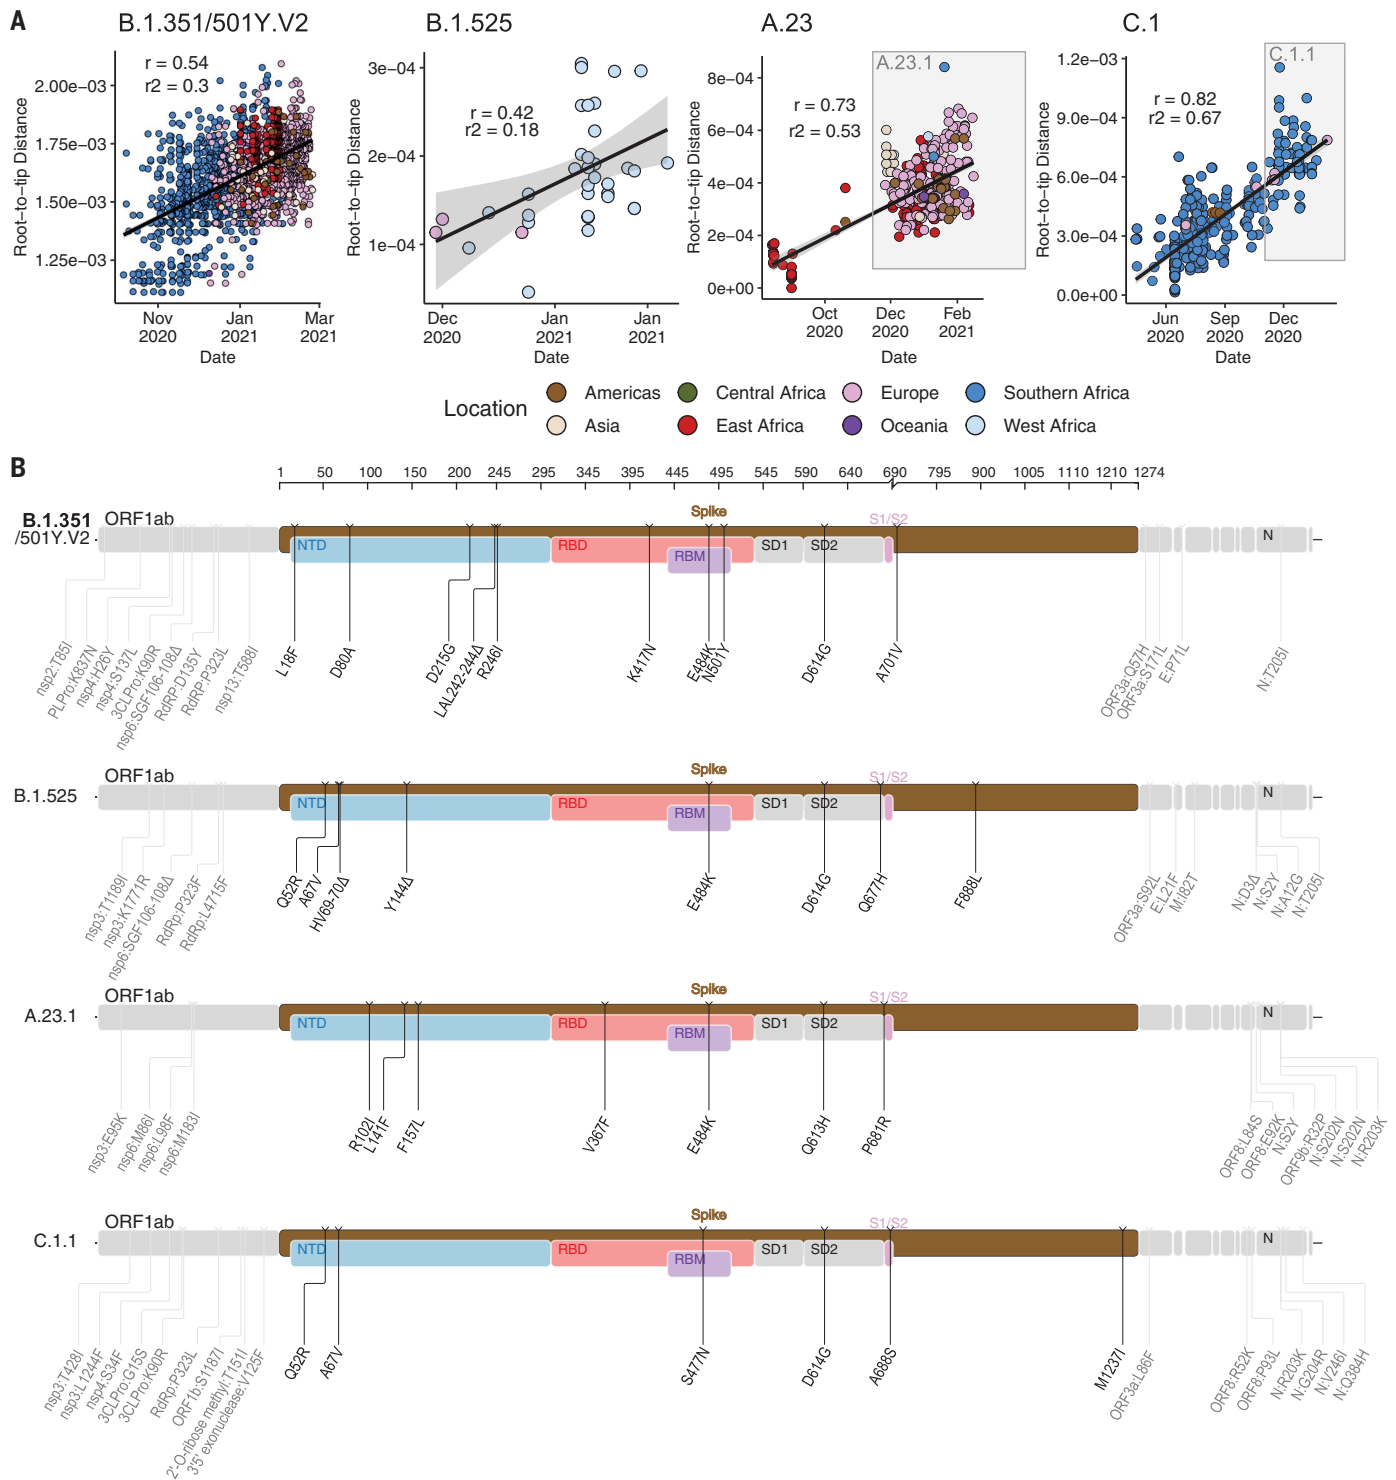 A
B.1.351/501Y.V2
B.1.525
A.23
C.1
r = 0.54
r2 = 0.3
2.00e−03
1.75e−03
1.50e−03
1.25e−03
Root−to−tip Distance
Nov
2020
Jan
2021
Mar
2021
Date
r = 0.42
r2 = 0.18
3e−04
2e−04
1e−04
Root−to−tip Distance
Dec
2020
Jan
2021
Jan
2021
Date
A.23.1
r = 0.73
r2 = 0.53
8e−04
6e−04
4e−04
2e−04
0e+00
Root−to−tip Distance
Oct
2020
Dec
2020
Feb
2021
Date
C.1.1
r = 0.82
r2 = 0.67
1.2e−03
9.0e−04
6.0e−04
3.0e−04
0.0e+00
Root−to−tip Distance
Jun
2020
Sep
2020
Dec
2020
Date
Location
Americas
Central Africa
Europe
Southern Africa
Asia
East Africa
Oceania
West Africa
B
1 50 100 150 200 245 295 345 395 445 495 545 590 640 690 795 900 1005 1110 1210 1274
B.1.351
/501Y.V2
ORF1ab
Spike
S1/S2
NTD
RBD
RBM
SD1
SD2
N
nsp2:T85I
PLPro:K837N
nsp4:H26Y
nsp4:S137L
3CLPro:K90R
nsp6:SGF106-108Δ
RdRP:D135Y
RdRP:P323L
nsp13:T588I
L18F
D80A
D215G
LAL242-244Δ
R246I
K417N
E484K
N501Y
D614G
A701V
ORF3a:Q57H
ORF3a:S171L
E:P71L
N:T205I
B.1.525
ORF1ab
Spike
S1/S2
NTD
RBD
RBM
SD1
SD2
N
nsp3:T1189I
nsp3:K1771R
nsp6:SGF106-108Δ
RdRp:P323F
RdRp:L4715F
Q52R
A67V
HV69-70Δ
Y144Δ
E484K
D614G
Q677H
F888L
ORF3a:S92L
E:L21F
M:I82T
N:D3Δ
N:S2Y
N:A12G
N:T205I
A.23.1
ORF1ab
Spike
S1/S2
NTD
RBD
RBM
SD1
SD2
N
nsp3:E95K
nsp6:M86I
nsp6:L98F
nsp6:M183I
R102I
L141F
F157L
V367F
E484K
Q613H
P681R
ORF8:L84S
ORF8:E92K
N:S2Y
ORF9b:R32P
N:S202N
N:S202N
N:R203K
C.1.1
ORF1ab
Spike
S1/S2
NTD
RBD
RBM
SD1
SD2
N
nsp3:T428I
nsp3:L1244F
nsp4:S34F
3CLPro:G15S
3CLPro:K90R
RdRp:P323L
ORF1b:S1187I
2'-O-ribose methyl:T151I
3'5' exonuclease:V125F
Q52R
A67V
S477N
D614G
A688S
M1237I
ORF3a:L86F
ORF8:R52K
ORF8:P93L
N:R203K
N:G204R
N:V246I
N:Q384H